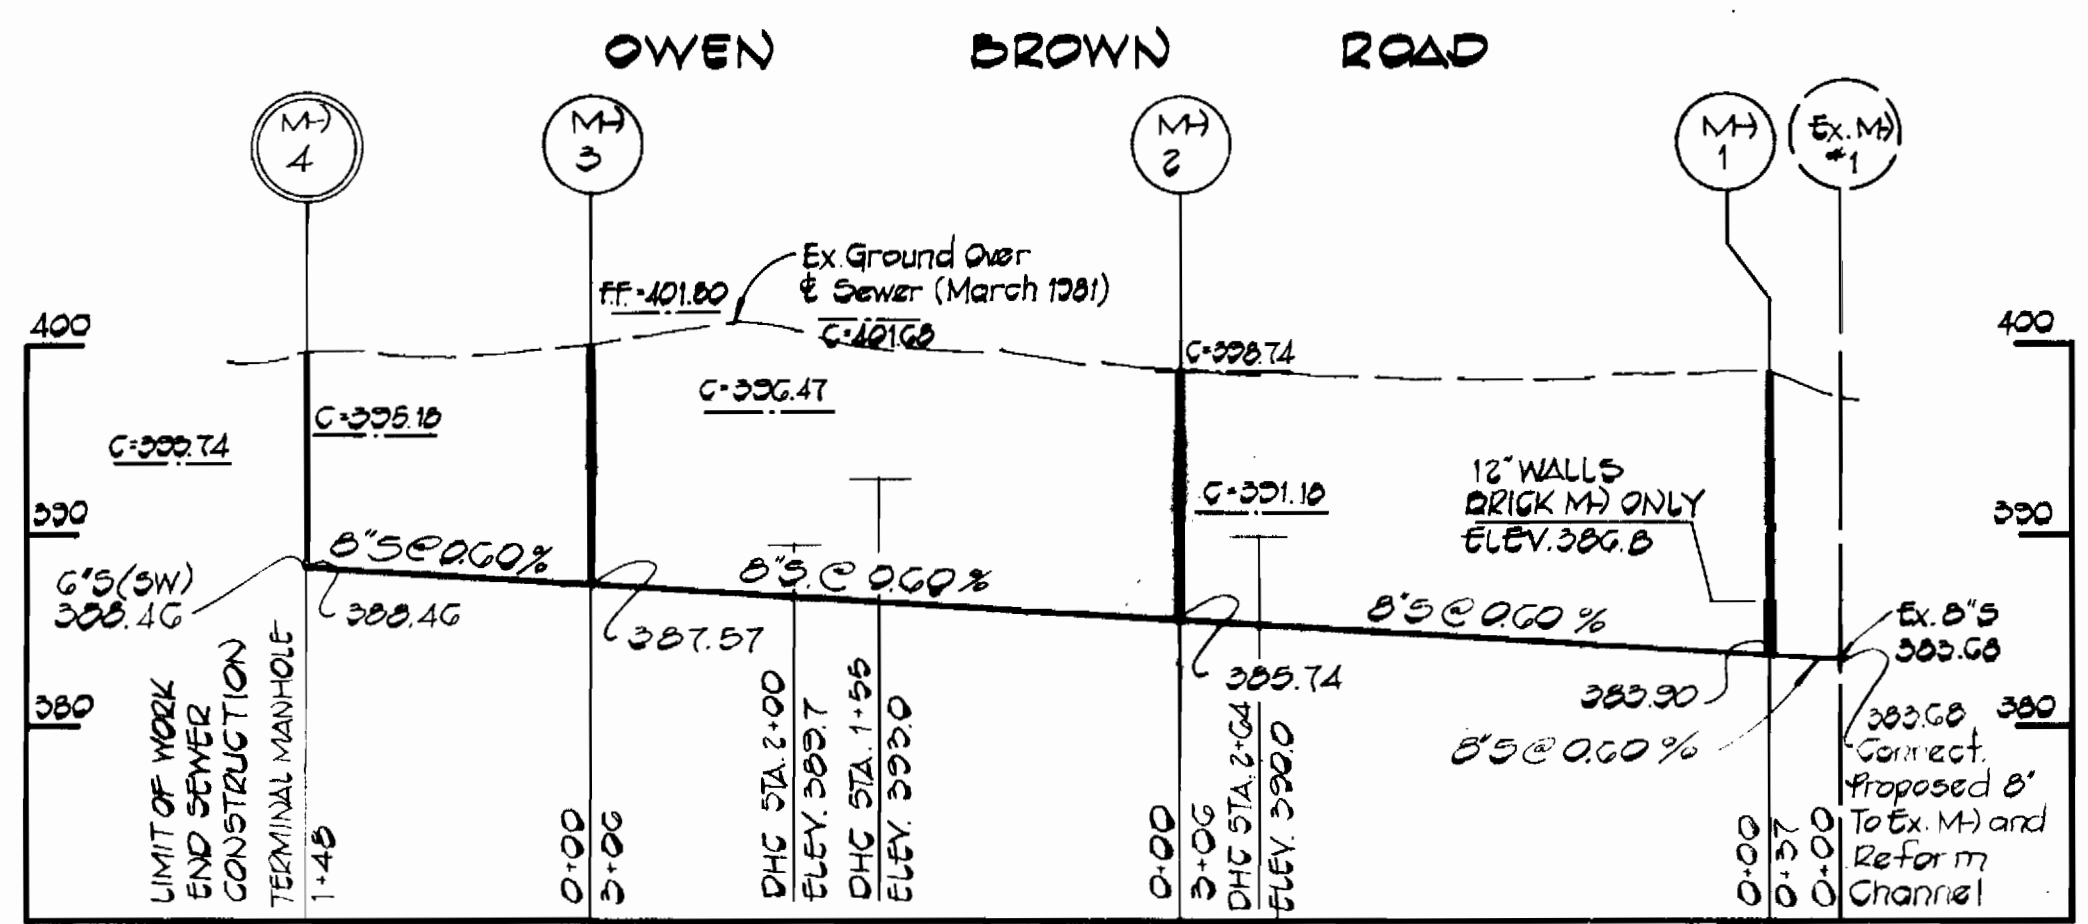 OWEN BROWN ROAD
MH 4
MH 3
MH 2
MH 1
Ex. MH #1
Ex. Ground Over
℄ Sewer (March 1981)
F.F.=401.80
C=401.68
400
400
C=398.74
C=396.47
C=395.18
C=393.74
12" WALLS
BRICK MH ONLY
ELEV. 386.8
C=391.18
390
390
8"S @ 0.60%
8"S. @ 0.60%
8"S @ 0.60%
6"S (SW)
388.46
388.46
387.57
385.74
383.90
Ex. 8"S
383.68
380
380
8"S @ 0.60%
383.68
Connect
Proposed 8"
To Ex. MH and
Reform
Channel
LIMIT OF WORK
END SEWER
CONSTRUCTION
TERMINAL MANHOLE
1+48
0+00
3+06
DHC STA. 2+00
ELEV. 389.7
DHC STA. 1+55
ELEV. 393.0
0+00
3+06
DHC STA. 2+64
ELEV. 390.0
0+00
0+37
0+00